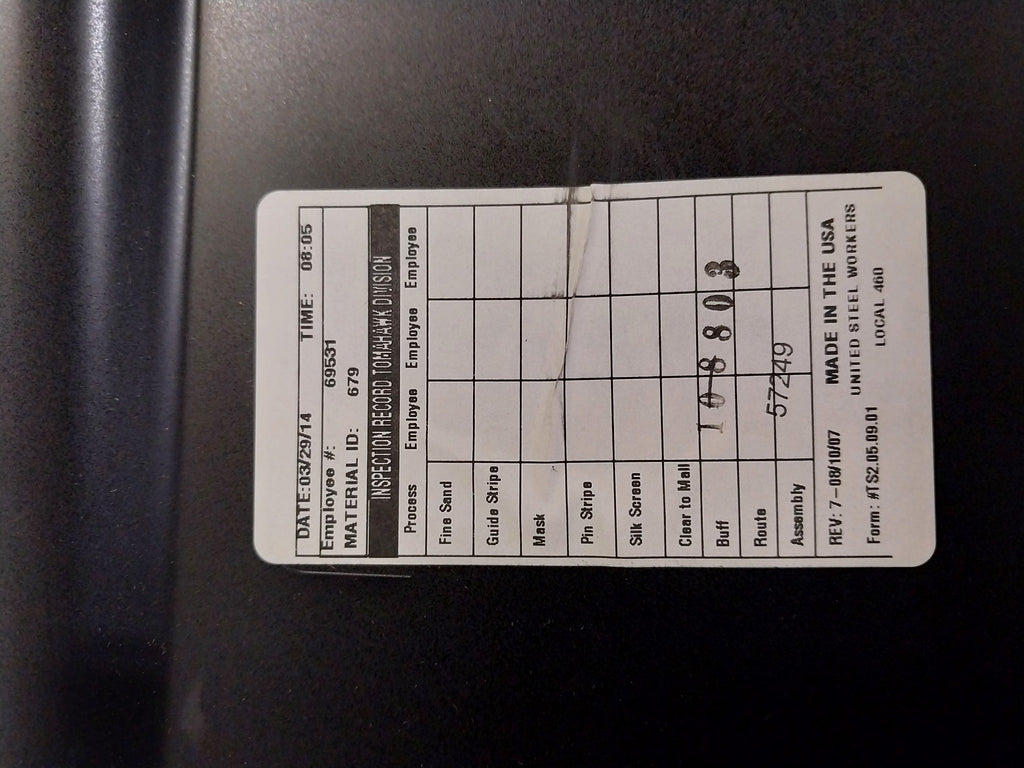 DATE:03/29/14 TIME: 08:05
Employee #: 69531
MATERIAL ID: 679
INSPECTION RECORD TOMAHAWK DIVISION
Process Employee Employee Employee
Fine Sand
Guide Stripe
Mask
Pin Stripe
Silk Screen
Clear to Mall
Buff 108803
Route
Assembly 57249
REV: 7-08/10/07 MADE IN THE USA
UNITED STEEL WORKERS
Form: #TS2.05.09.01 LOCAL 460